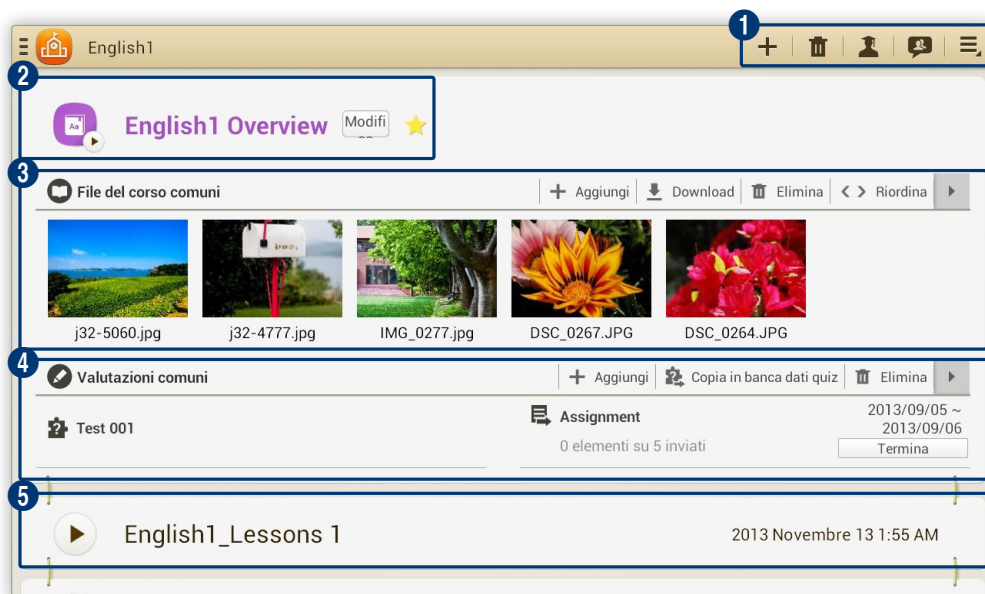 1
English1
2
English1 Overview Modifi
3
File del corso comuni Aggiungi Download Elimina Riordina
j32-5060.jpg j32-4777.jpg IMG_0277.jpg DSC_0267.JPG DSC_0264.JPG
4
Valutazioni comuni Aggiungi Copia in banca dati quiz Elimina
Test 001 Assignment 2013/09/05 ~
2013/09/06
0 elementi su 5 inviati Termina
5
English1_Lessons 1 2013 Novembre 13 1:55 AM